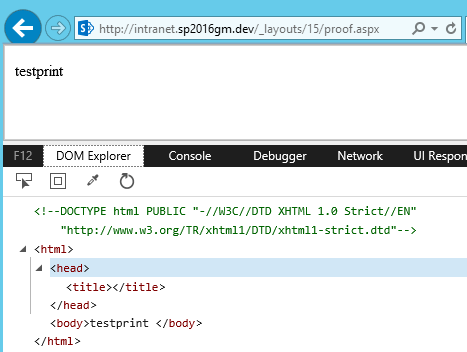 http://intranet.sp2016gm.dev/_layouts/15/proof.aspx
testprint
F12 DOM Explorer Console Debugger Network UI Respon
<!--DOCTYPE html PUBLIC "-//W3C//DTD XHTML 1.0 Strict//EN"
"http://www.w3.org/TR/xhtml1/DTD/xhtml1-strict.dtd"-->
<html>
<head>
<title></title>
</head>
<body>testprint </body>
</html>